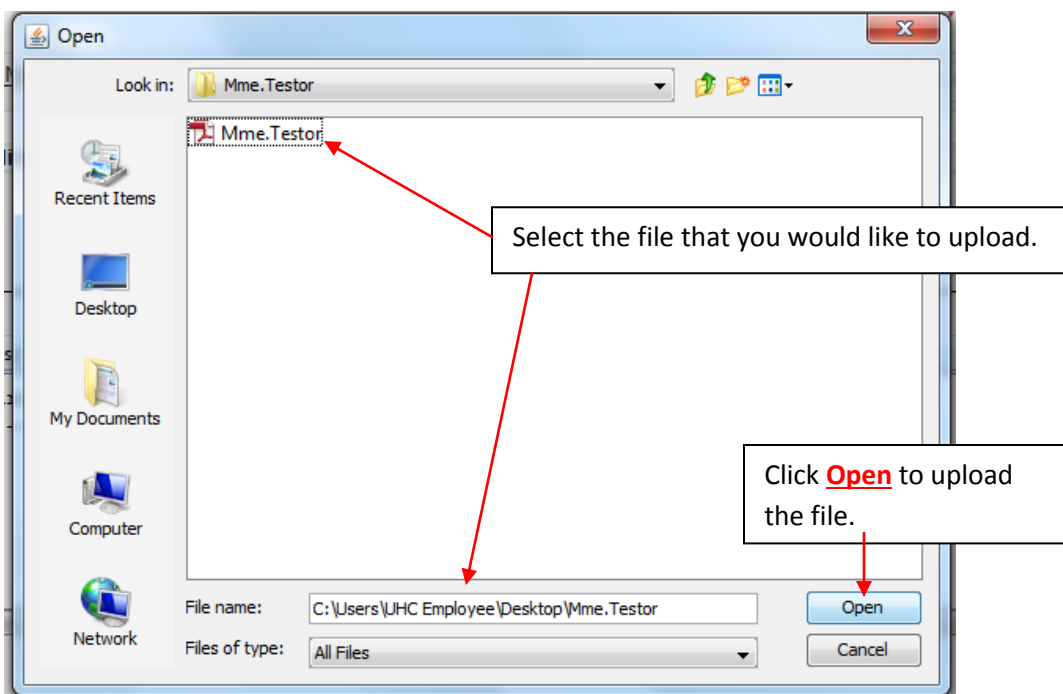 Open
Look in:
Mme.Testor
Mme.Testor
Recent Items
Select the file that you would like to upload.
Desktop
My Documents
Click Open to upload
the file.
Computer
File name:
C:\Users\UHC Employee\Desktop\Mme.Testor
Open
Network
Files of type:
All Files
Cancel